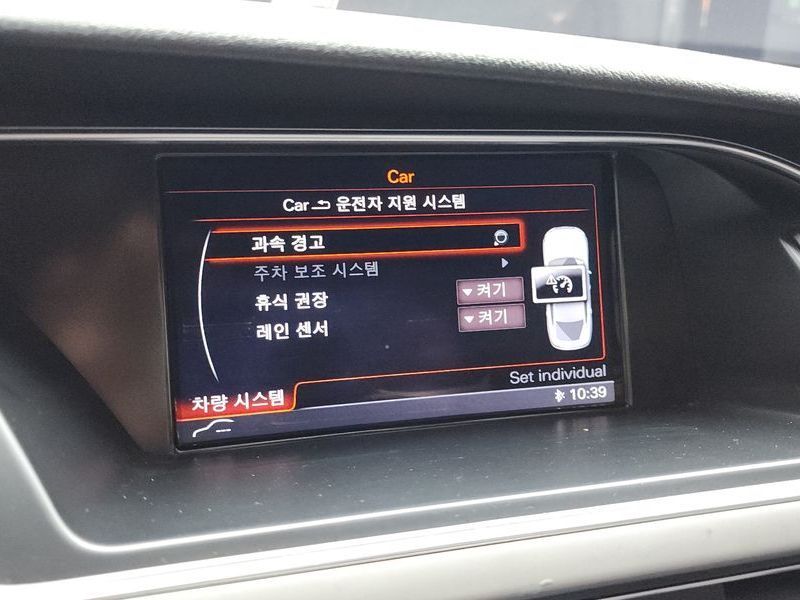 Car
Car 운전자 지원 시스템
과속 경고
주차 보조 시스템
휴식 권장 켜기
레인 센서 켜기
Set individual
차량 시스템
10:39